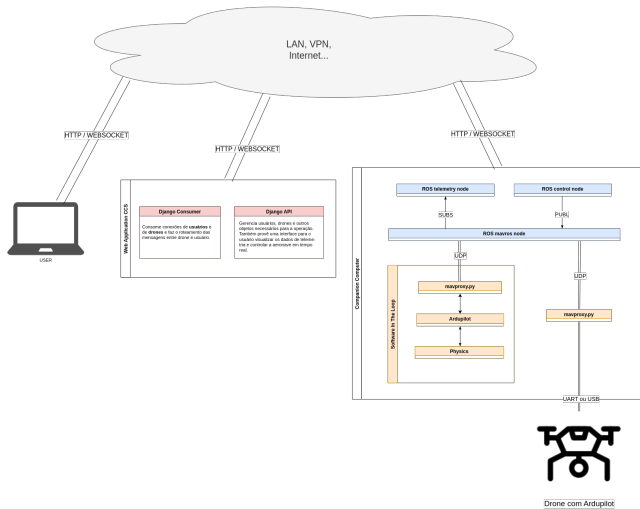 LAN, VPN,
Internet...
HTTP / WEBSOCKET
HTTP / WEBSOCKET
HTTP / WEBSOCKET
USER
Web Application CCS
Django Consumer
Consome conexões de usuários e
de drones e faz o roteamento das
mensagens entre drone e usuário.
Django API
Gerencia usuários, drones e outros
objetos necessários para a operação.
Também provê uma interface para o
usuário visualizar os dados de teleme-
tria e controlar a aeronave em tempo
real.
Companion Computer
ROS telemetry node
ROS control node
SUBS
PUBL
ROS mavros node
UDP
UDP
Software In The Loop
mavproxy.py
Ardupilot
Physics
mavproxy.py
UART ou USB
Drone com Ardupilot